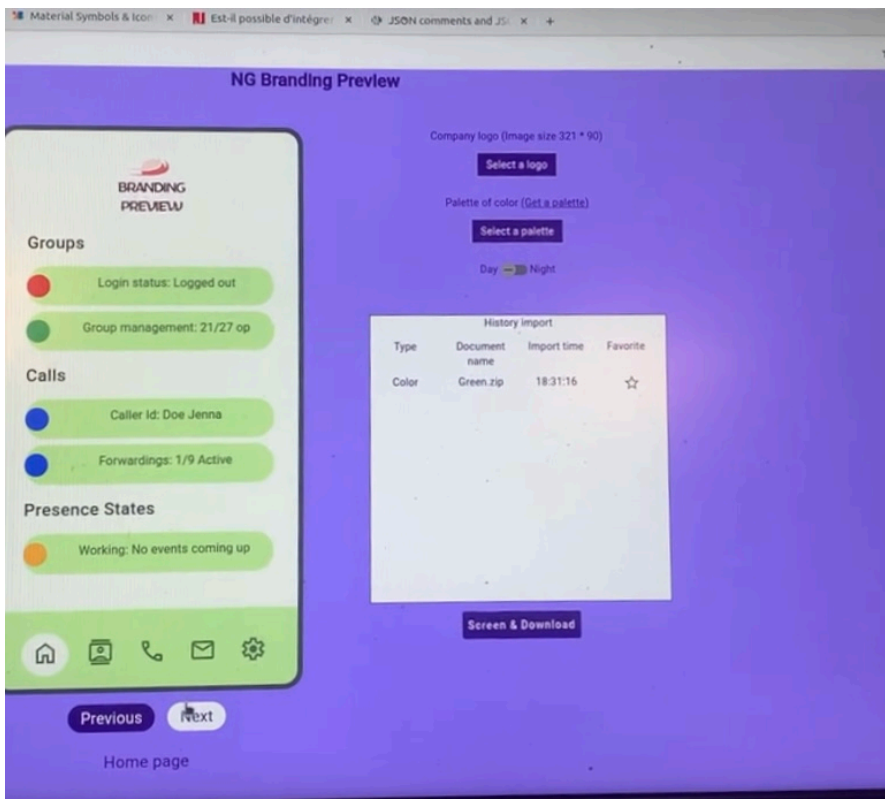 Material Symbols & Icon
Est-il possible d'intégrer
JSON comments and JS
NG Branding Preview
BRANDING
PREVIEW
Groups
Login status: Logged out
Group management: 21/27 op
Calls
Caller Id: Doe Jenna
Forwardings: 1/9 Active
Presence States
Working: No events coming up
Previous
Next
Home page
Company logo (Image size 321 * 90)
Select a logo
Palette of color (Get a palette)
Select a palette
Day Night
History import
Type Document name Import time Favorite
Color Green.zip 18:31:16
Screen & Download